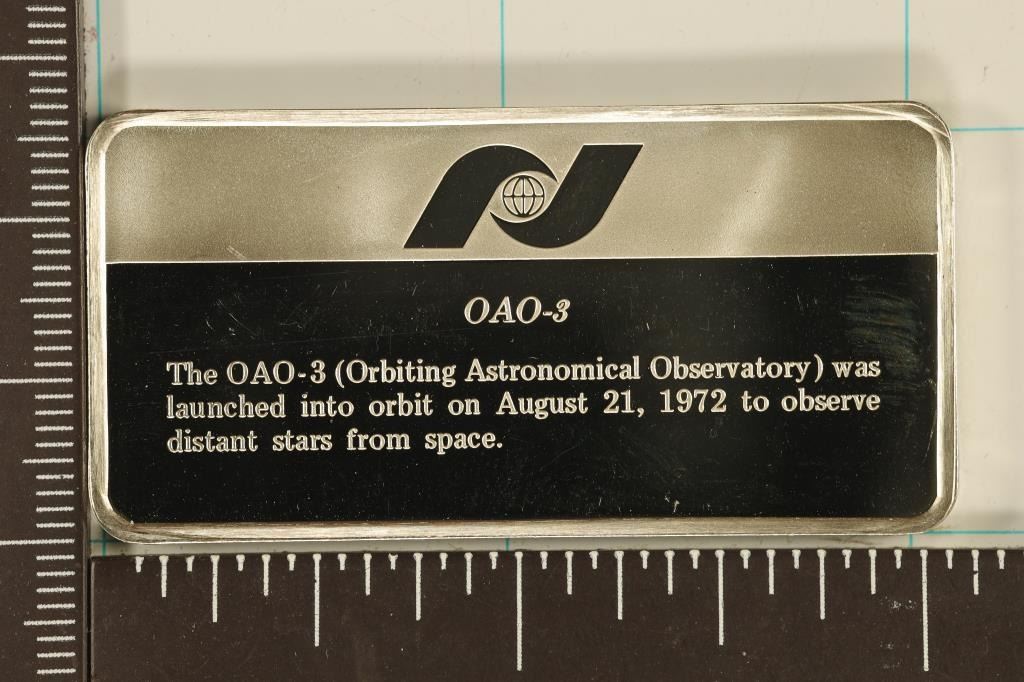 OAO-3
The OAO-3 (Orbiting Astronomical Observatory) was
launched into orbit on August 21, 1972 to observe
distant stars from space.